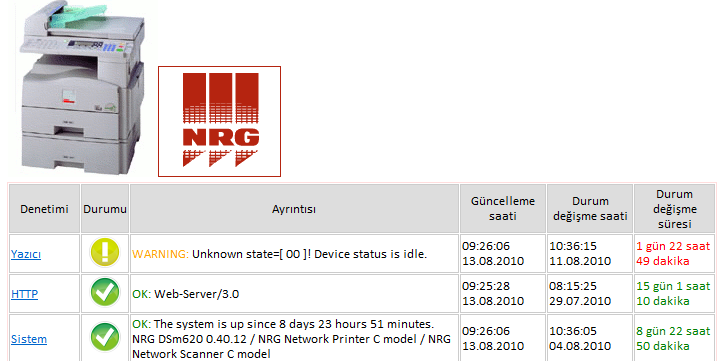 NRG
Denetimi Durumu Ayrıntısı Güncelleme saati Durum değişme saati Durum değişme süresi
Yazıcı WARNING: Unknown state=[ 00 ]! Device status is idle. 09:26:06 13.08.2010 10:36:15 11.08.2010 1 gün 22 saat 49 dakika
HTTP OK: Web-Server/3.0 09:25:28 13.08.2010 08:15:25 29.07.2010 15 gün 1 saat 10 dakika
Sistem OK: The system is up since 8 days 23 hours 51 minutes. NRG DSm620 0.40.12 / NRG Network Printer C model / NRG Network Scanner C model 09:26:06 13.08.2010 10:36:05 04.08.2010 8 gün 22 saat 50 dakika